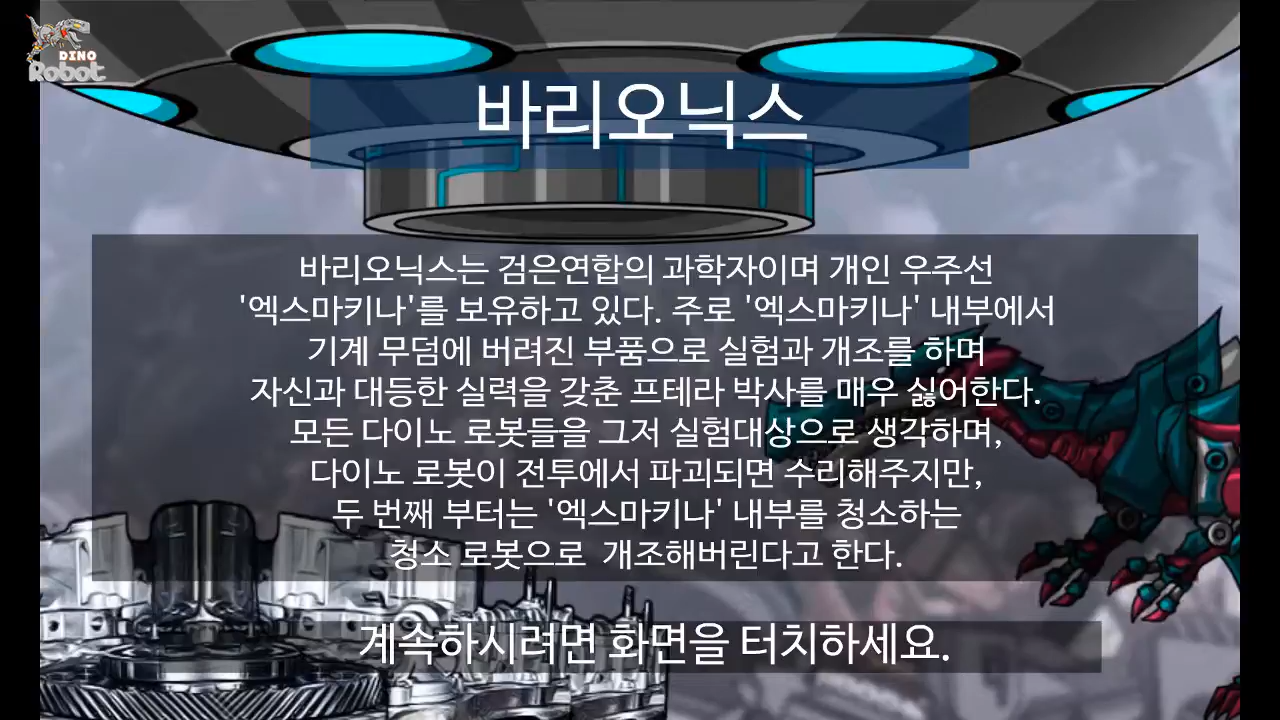 DINO
Robot
바리오닉스
바리오닉스는 검은연합의 과학자이며 개인 우주선
'엑스마키나'를 보유하고 있다. 주로 '엑스마키나' 내부에서
기계 무덤에 버려진 부품으로 실험과 개조를 하며
자신과 대등한 실력을 갖춘 프테라 박사를 매우 싫어한다.
모든 다이노 로봇들을 그저 실험대상으로 생각하며,
다이노 로봇이 전투에서 파괴되면 수리해주지만,
두 번째 부터는 '엑스마키나' 내부를 청소하는
청소 로봇으로  개조해버린다고 한다.
계속하시려면 화면을 터치하세요.